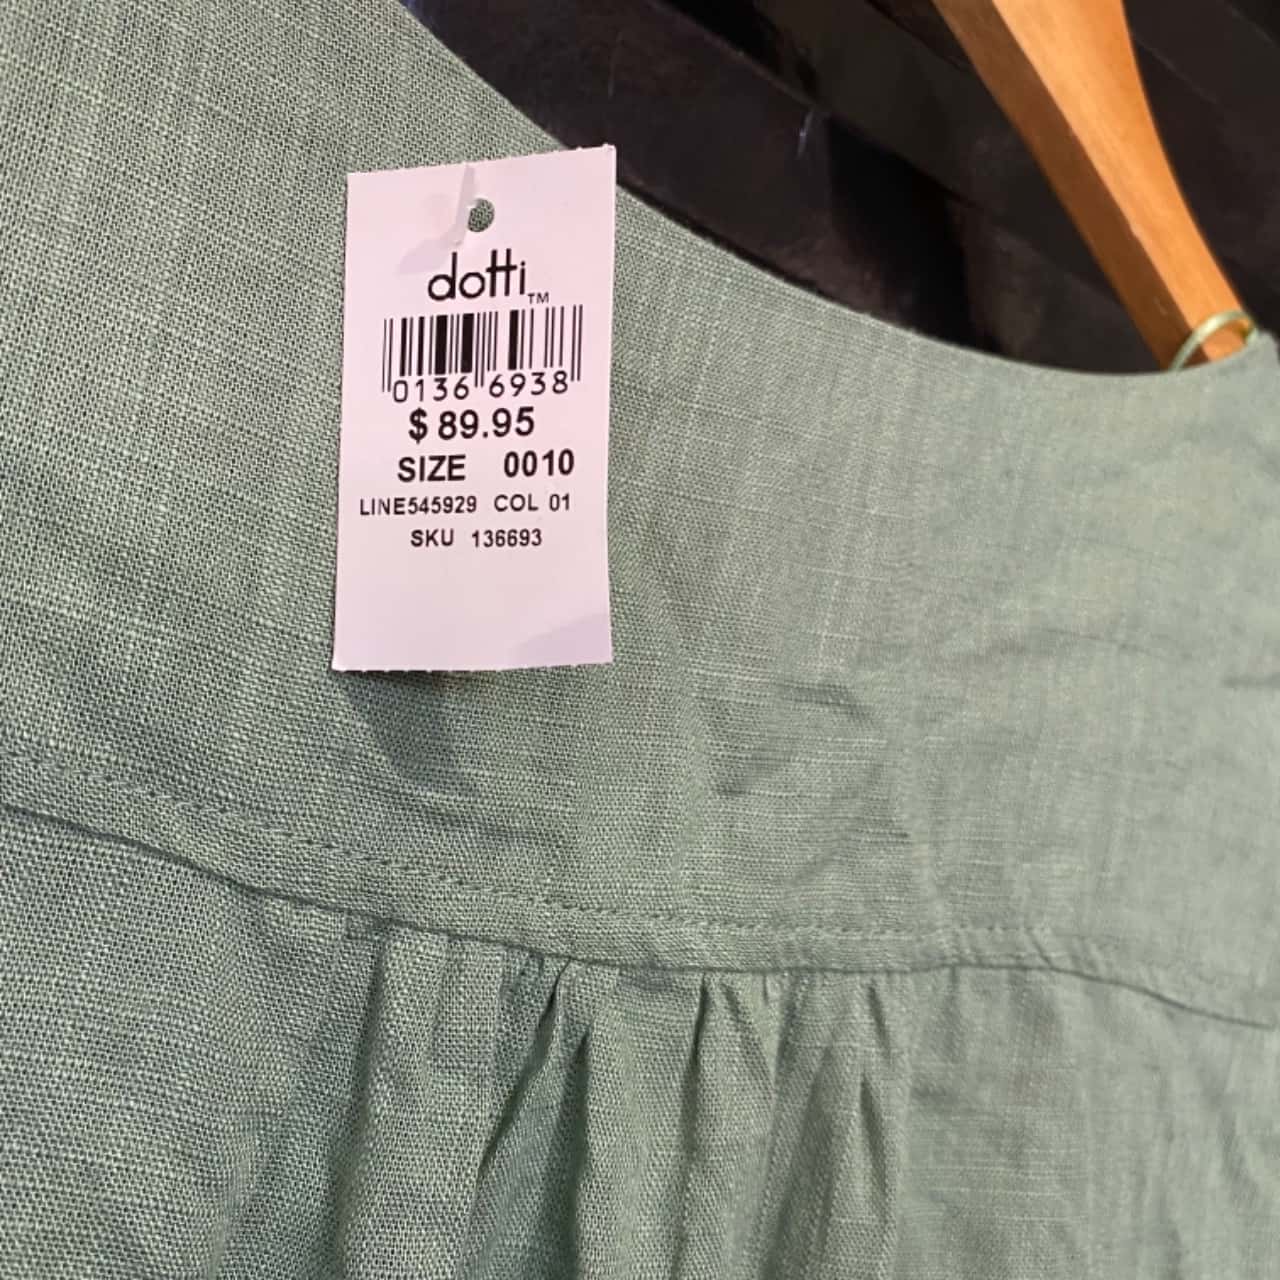 dotti™
0136 6938
$ 89.95
SIZE 0010
LINE545929 COL 01
SKU 136693